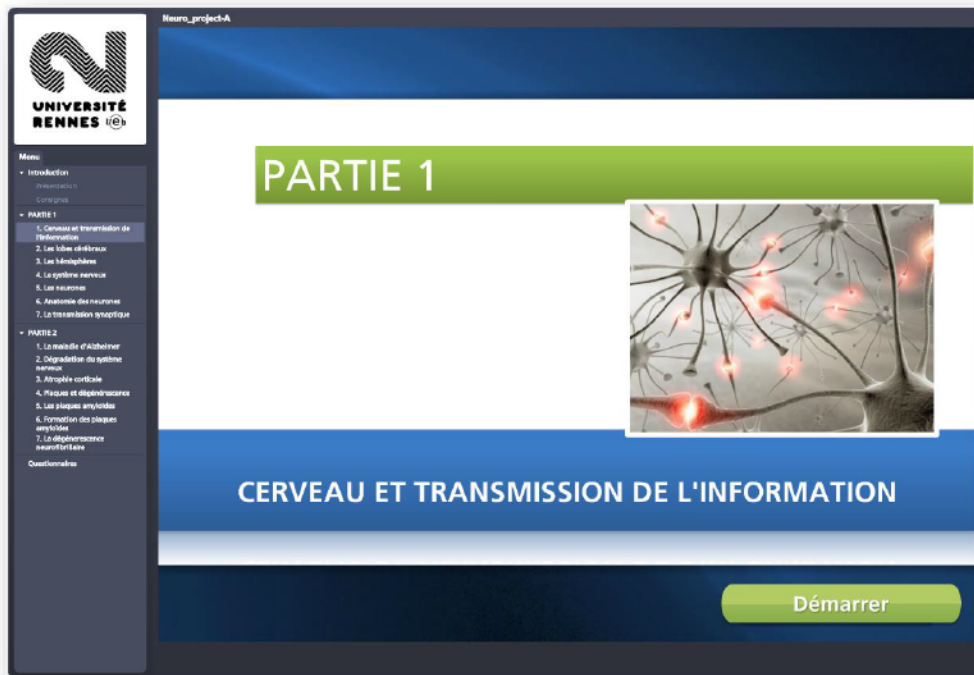 Neuro_project-A
UNIVERSITÉ
RENNES ueb
Menu
Introduction
Présentation
Consignes
PARTIE 1
1. Cerveau et transmission de
l'information
2. Les lobes cérébraux
3. Les hémisphères
4. Le système nerveux
5. Les neurones
6. Anatomie des neurones
7. La transmission synaptique
PARTIE 2
1. La maladie d'Alzheimer
2. Dégradation du système
nerveux
3. Atrophie corticale
4. Plaques et dégénérescence
5. Les plaques amyloïdes
6. Formation des plaques
amyloïdes
7. La dégénerescence
neurofibrillaire
Questionnaires
PARTIE 1
CERVEAU ET TRANSMISSION DE L'INFORMATION
Démarrer